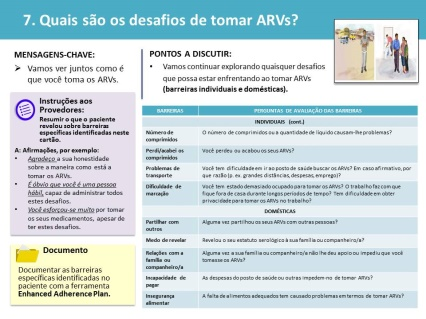 7. Quais são os desafios de tomar ARVs?
MENSAGENS-CHAVE:
➢ Vamos ver juntos como é
que você toma os ARVs.
Instruções aos
Provedores:
Resumir o que o paciente
revelou sobre barreiras
específicas identificadas neste
cartão.
A: Afirmações, por exemplo:
• Agradeço a sua honestidade
sobre a maneira como está a
tomar os ARVs.
• É óbvio que você é uma pessoa
hábil, capaz de administrar todos
estes desafios.
• Você esforçou-se muito por tomar
os seus medicamentos, apesar de
ter estes desafios.
Documento
Documentar as barreiras
específicas identificadas no
paciente com a ferramenta
Enhanced Adherence Plan.
PONTOS A DISCUTIR:
• Vamos continuar explorando quaisquer desafios
que possa estar enfrentando ao tomar ARVs
(barreiras individuais e domésticas).
BARREIRAS PERGUNTAS DE AVALIAÇÃO DAS BARREIRAS
INDIVIDUAIS (cont.)
Número de
comprimidos
O número de comprimidos ou a quantidade de líquido causam-lhe problemas?
Perdi/acabei os
comprimidos
Você perdeu ou acabou os seus ARVs?
Problemas de
transporte
Você tem dificuldade em ir ao posto de saúde buscar os ARVs? Em caso afirmativo, por
que razão (p. ex. grandes distâncias, despesas, emprego)?
Dificuldade de
marcação
Você tem estado demasiado ocupado para tomar os ARVs? O trabalho faz com que
fique fora de casa durante longos períodos de tempo? Tem dificuldade em obter
privacidade para tomar os ARVs no trabalho?
DOMÉSTICAS
Partilhar com
outros
Alguma vez partilhou os seus ARVs com outras pessoas?
Medo de revelar
Revelou o seu estatuto serológico à sua família ou companheiro/a?
Relações com a
família ou
companheiro/a
Alguma vez a sua família ou companheiro/a não lhe deu apoio ou impediu que você
tomasse os ARVs?
Incapacidade de
pagar
As despesas do posto de saúde ou outras impedem-no de tomar ARVs?
Insegurança
alimentar
A falta de alimentos adequados tem causado problemas em termos de tomar ARVs?